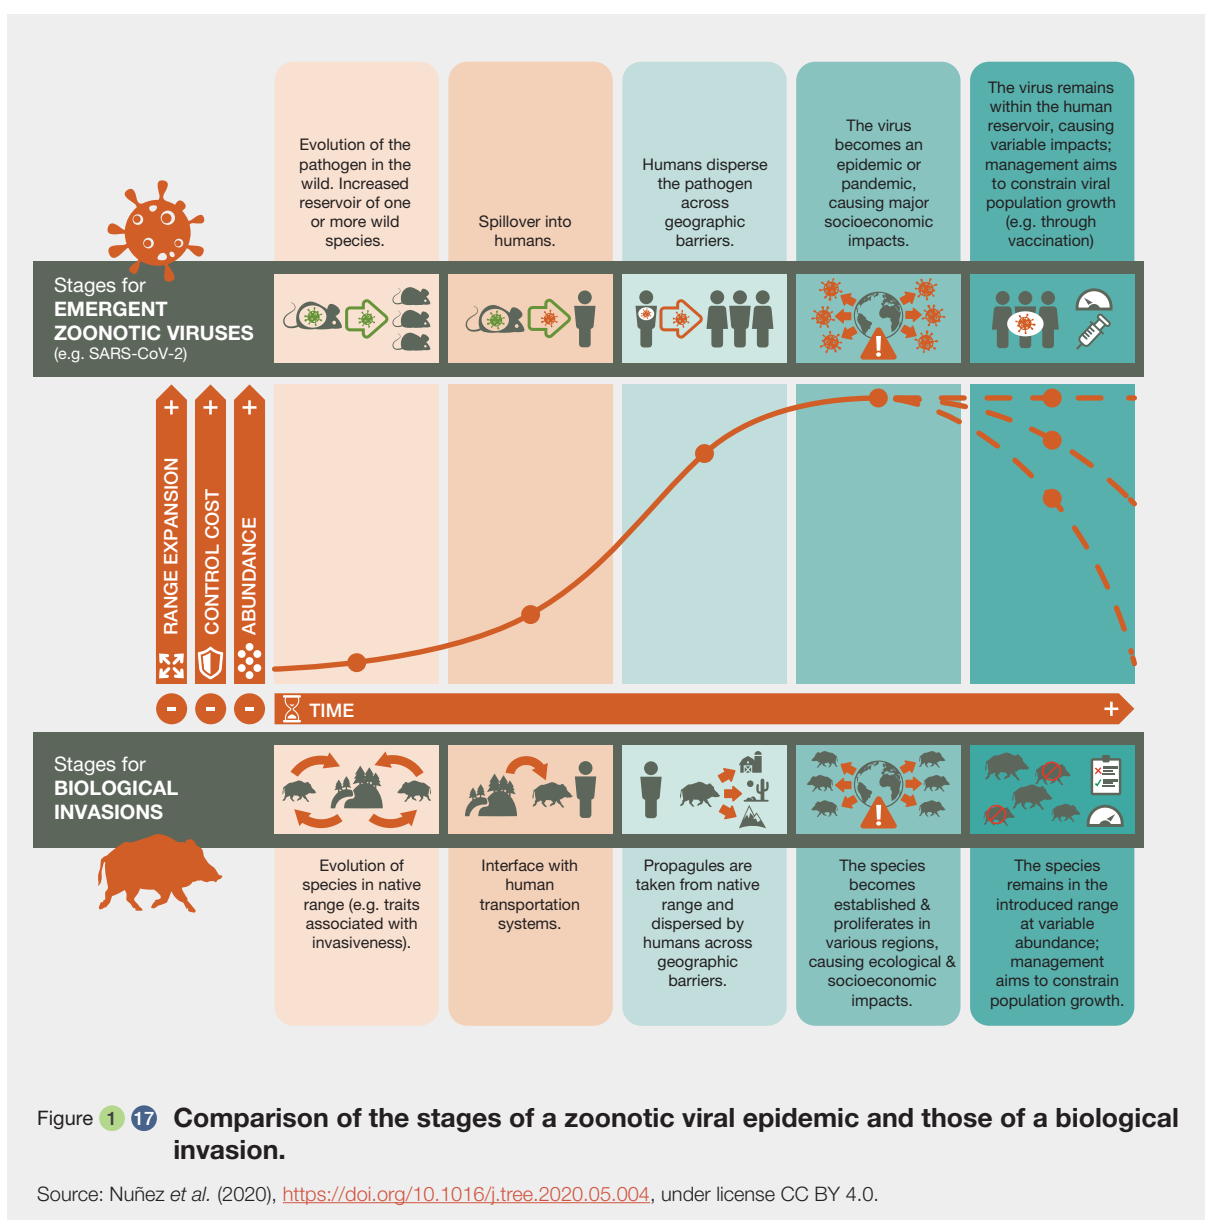 Evolution of the
pathogen in the
wild. Increased
reservoir of one
or more wild
species.
Spillover into
humans.
Humans disperse
the pathogen
across
geographic
barriers.
The virus
becomes an
epidemic or
pandemic,
causing major
socioeconomic
impacts.
The virus remains
within the human
reservoir, causing
variable impacts;
management aims
to constrain viral
population growth
(e.g. through
vaccination)
Stages for
EMERGENT
ZOONOTIC VIRUSES
(e.g. SARS-CoV-2)
+
+
+
RANGE EXPANSION
CONTROL COST
ABUNDANCE
-
-
-
TIME
+
Stages for
BIOLOGICAL
INVASIONS
Evolution of
species in native
range (e.g. traits
associated with
invasiveness).
Interface with
human
transportation
systems.
Propagules are
taken from native
range and
dispersed by
humans across
geographic
barriers.
The species
becomes
established &
proliferates in
various regions,
causing ecological &
socioeconomic
impacts.
The species
remains in the
introduced range
at variable
abundance;
management
aims to constrain
population growth.
Figure 1 17 Comparison of the stages of a zoonotic viral epidemic and those of a biological
invasion.
Source: Nuñez et al. (2020), https://doi.org/10.1016/j.tree.2020.05.004, under license CC BY 4.0.